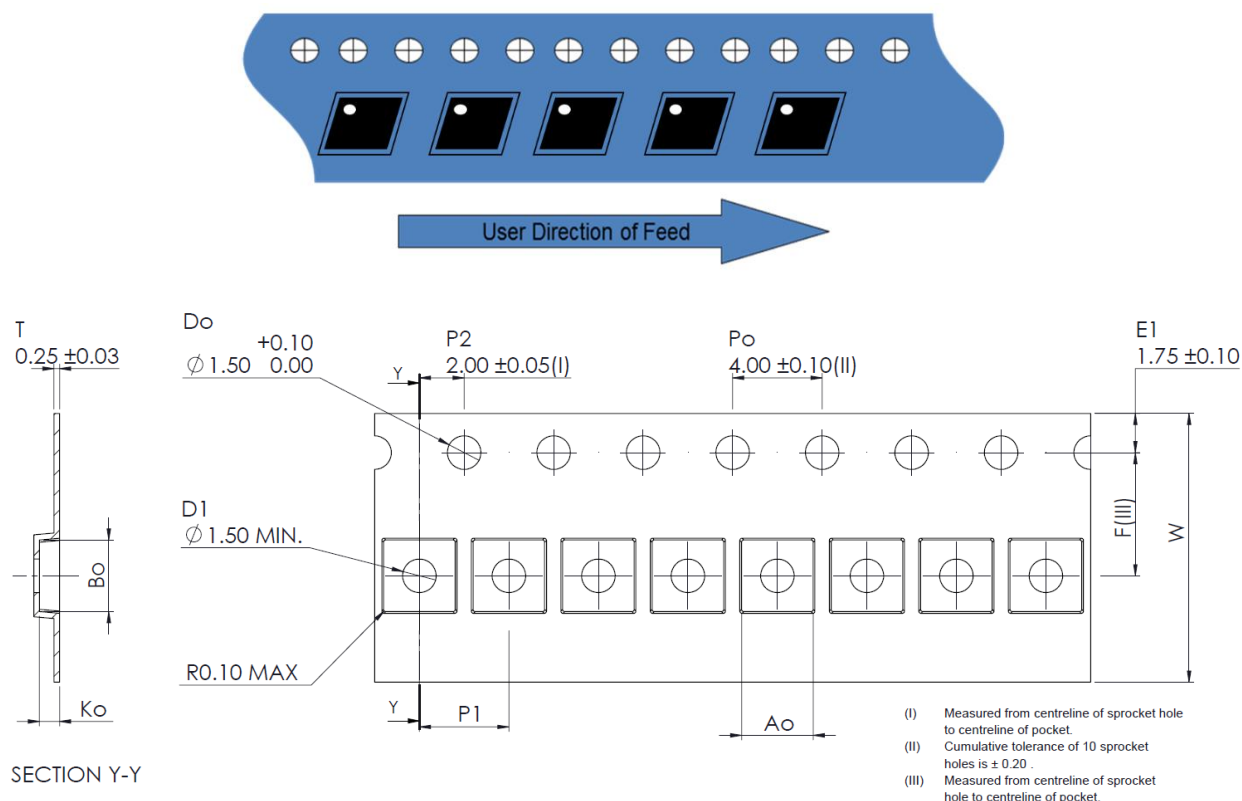 User Direction of Feed
T
0.25 ±0.03
Do
+0.10
∅ 1.50 0.00
P2
2.00 ±0.05(I)
Po
4.00 ±0.10(II)
E1
1.75 ±0.10
Y
D1
∅ 1.50 MIN.
F(III)
W
Bo
R0.10 MAX
Ko
Y
P1
Ao
SECTION Y-Y
(I) Measured from centreline of sprocket hole
to centreline of pocket.
(II) Cumulative tolerance of 10 sprocket
holes is ± 0.20 .
(III) Measured from centreline of sprocket
hole to centreline of pocket.